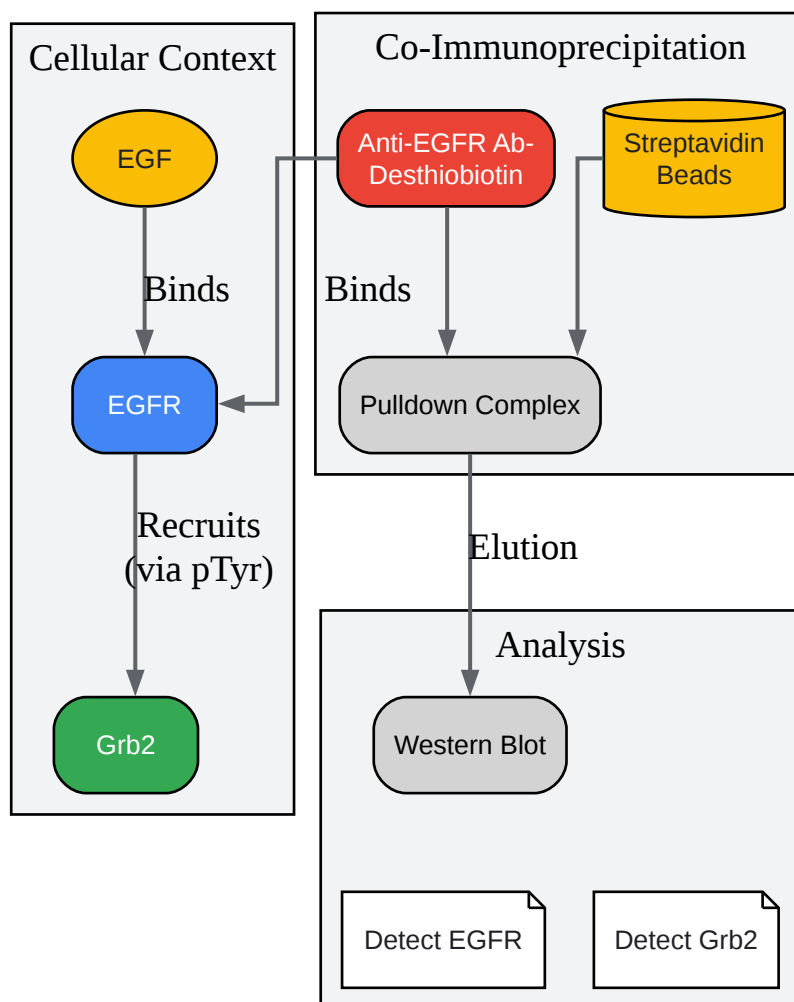 Cellular Context
EGF
Binds
EGFR
Recruits
(via pTyr)
Grb2
Co-Immunoprecipitation
Anti-EGFR Ab-
Desthiobiotin
Streptavidin
Beads
Binds
Pulldown Complex
Elution
Analysis
Western Blot
Detect EGFR
Detect Grb2